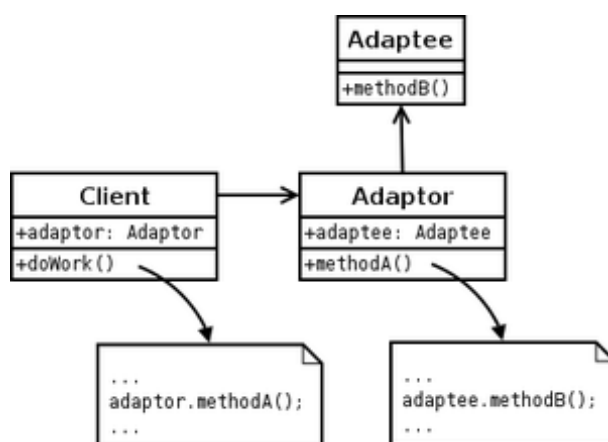 Adaptee
+methodB()
Client
+adaptor: Adaptor
+doWork()
Adaptor
+adaptee: Adaptee
+methodA()
...
adaptor.methodA();
...
...
adaptee.methodB();
...